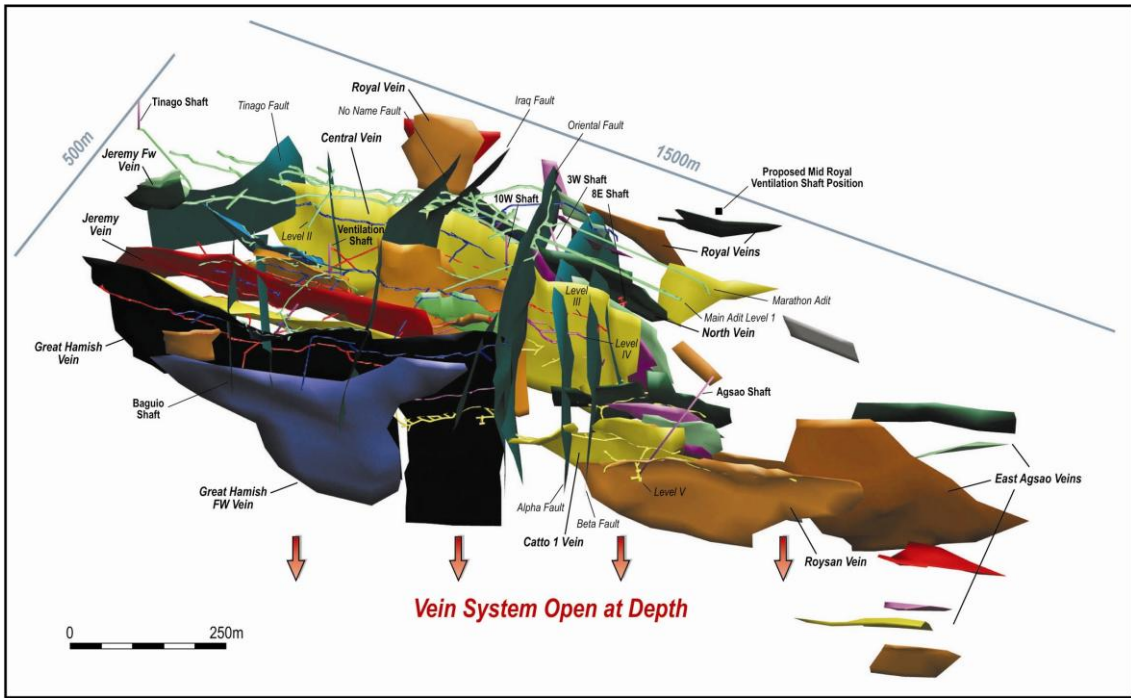 500m
1500m
Tinago Shaft
Tinago Fault
Royal Vein
No Name Fault
Central Vein
Iraq Fault
Oriental Fault
Jeremy Fw
Vein
3W Shaft
8E Shaft
10W Shaft
Proposed Mid Royal
Ventilation Shaft Position
Jeremy
Vein
Level II
Ventilation
Shaft
Royal Veins
Level
III
Marathon Adit
Main Adit Level 1
North Vein
Level
IV
Great Hamish
Vein
Baguio
Shaft
Agsao Shaft
Great Hamish
FW Vein
Alpha Fault
Beta Fault
Level V
East Agsao Veins
Catto 1 Vein
Roysan Vein
Vein System Open at Depth
0
250m